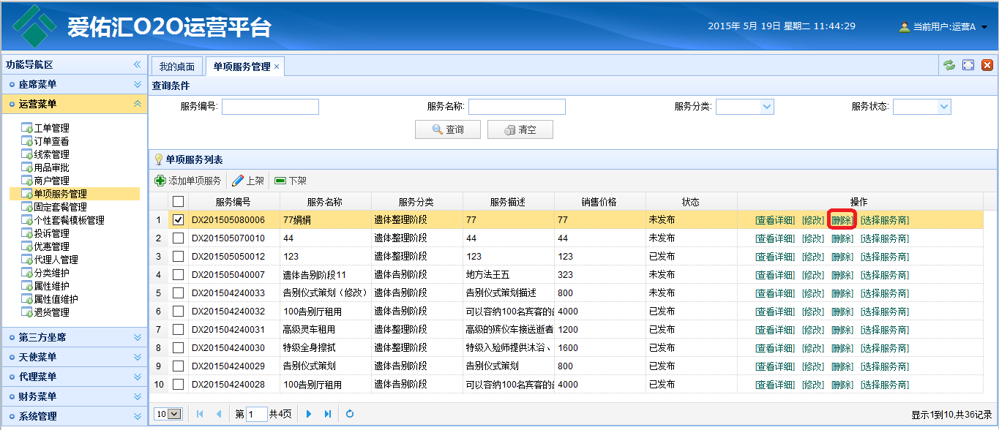 爱佑汇O2O运营平台
2015年 5月 19日 星期二 11:44:29 当前用户:运营A
功能导航区
座席菜单
运营菜单
工单管理
订单查看
线索管理
用品审批
商户管理
单项服务管理
固定套餐管理
个性套餐模板管理
投诉管理
优惠管理
代理人管理
分类维护
属性维护
属性值维护
退货管理
第三方坐席
天使菜单
代理菜单
财务菜单
系统管理
我的桌面 单项服务管理 ×
查询条件
服务编号: 服务名称: 服务分类: 服务状态:
查询 清空
单项服务列表
添加单项服务 上架 下架
服务编号 服务名称 服务分类 服务描述 销售价格 状态 操作
1 DX201505080006 77娟娟 遗体整理阶段 77 77 未发布 [查看详细] [修改] [删除] [选择服务商]
2 DX201505070010 44 遗体整理阶段 44 44 未发布 [查看详细] [修改] [删除] [选择服务商]
3 DX201505050012 123 遗体整理阶段 123 123 已发布 [查看详细] [修改] [删除] [选择服务商]
4 DX201505040007 遗体告别阶段11 遗体告别阶段 地方法王五 323 未发布 [查看详细] [修改] [删除] [选择服务商]
5 DX201504240033 告别仪式策划（修改） 遗体告别阶段 告别仪式策划描述 800 未发布 [查看详细] [修改] [删除] [选择服务商]
6 DX201504240032 100告别厅租用 遗体告别阶段 可以容纳100名宾客的 4000 已发布 [查看详细] [修改] [删除] [选择服务商]
7 DX201504240031 高级灵车租用 遗体整理阶段 高级的殡仪车接送逝者 1200 已发布 [查看详细] [修改] [删除] [选择服务商]
8 DX201504240030 特级全身擦拭 遗体整理阶段 特级入殓师提供沐浴、 1600 已发布 [查看详细] [修改] [删除] [选择服务商]
9 DX201504240029 告别仪式策划 遗体告别阶段 告别仪式策划 800 已发布 [查看详细] [修改] [删除] [选择服务商]
10 DX201504240028 100告别厅租用 遗体告别阶段 可以容纳100名宾客的 4000 已发布 [查看详细] [修改] [删除] [选择服务商]
10 第 1 共4页 显示1到10,共36记录